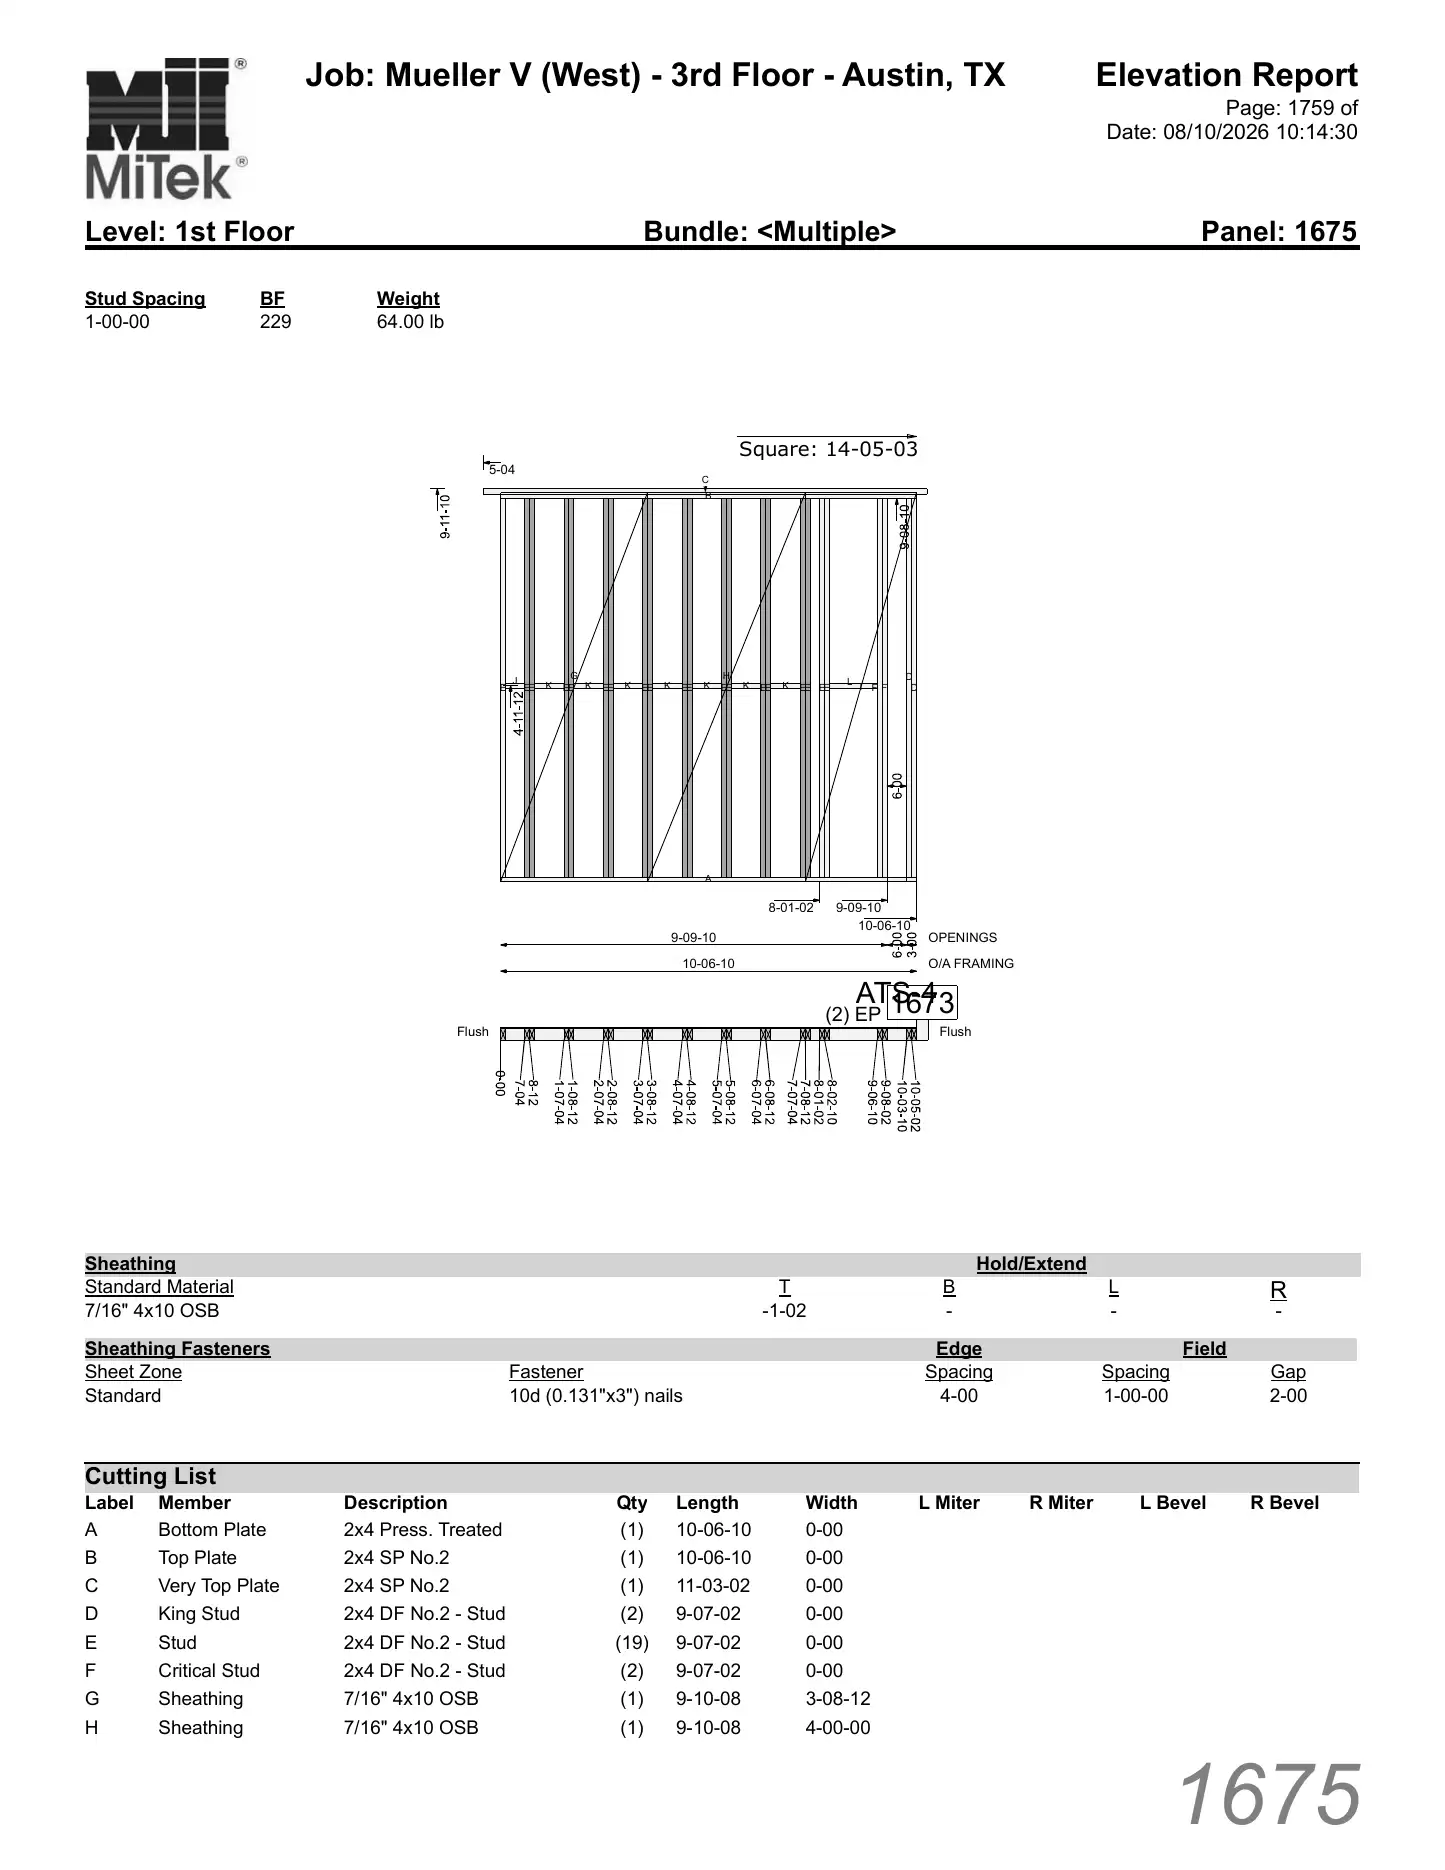 Job: Mueller V (West) - 3rd Floor - Austin, TX
Elevation Report
Page: 1759 of
Date: 08/10/2026 10:14:30
MiTek®
Level: 1st Floor Bundle: <Multiple> Panel: 1675
Stud Spacing BF Weight
1-00-00 229 64.00 lb
Square: 14-05-03
5-04
C
B
9-11-10
9-08-10
G H D
L K K K K K K K L F
4-11-12
6-00
A
8-01-02 9-09-10
10-06-10
9-09-10 6-00 3-00 OPENINGS
10-06-10 O/A FRAMING
ATS-4
1673
(2) EP
Flush Flush
0-00 7-04 8-12 1-07-04 1-08-12 2-07-04 2-08-12 3-07-04 3-08-12 4-07-04 4-08-12 5-07-04 5-08-12 6-07-04 6-08-12 7-07-04 7-08-12 8-01-02 8-02-10 9-06-10 9-08-02 10-03-10 10-05-02
Sheathing Hold/Extend
Standard Material T B L R
7/16" 4x10 OSB -1-02 - - -
Sheathing Fasteners Edge Field
Sheet Zone Fastener Spacing Spacing Gap
Standard 10d (0.131"x3") nails 4-00 1-00-00 2-00
Cutting List
Label Member Description Qty Length Width L Miter R Miter L Bevel R Bevel
A Bottom Plate 2x4 Press. Treated (1) 10-06-10 0-00
B Top Plate 2x4 SP No.2 (1) 10-06-10 0-00
C Very Top Plate 2x4 SP No.2 (1) 11-03-02 0-00
D King Stud 2x4 DF No.2 - Stud (2) 9-07-02 0-00
E Stud 2x4 DF No.2 - Stud (19) 9-07-02 0-00
F Critical Stud 2x4 DF No.2 - Stud (2) 9-07-02 0-00
G Sheathing 7/16" 4x10 OSB (1) 9-10-08 3-08-12
H Sheathing 7/16" 4x10 OSB (1) 9-10-08 4-00-00
1675